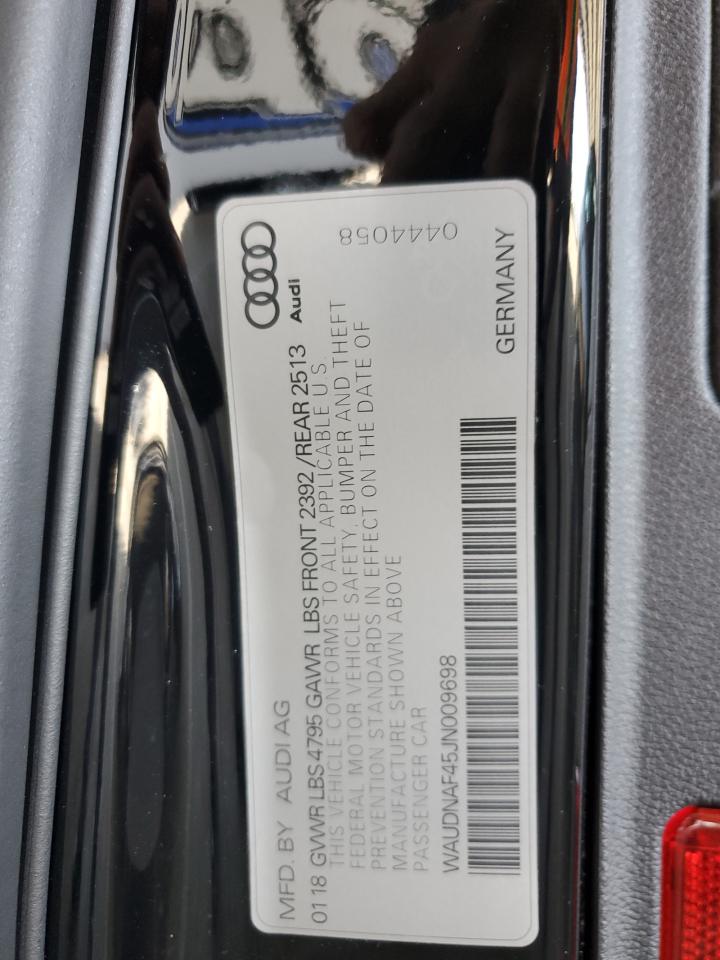 MFD. BY AUDI AG
01 18 GVWR LBS 4795 GAWR LBS FRONT 2392 / REAR 2513
Audi
THIS VEHICLE CONFORMS TO ALL APPLICABLE U S.
FEDERAL MOTOR VEHICLE SAFETY. BUMPER AND THEFT
PREVENTION STANDARDS IN EFFECT ON THE DATE OF
MANUFACTURE SHOWN ABOVE
PASSENGER CAR
0444058
WAUDNAF45JN009698
GERMANY